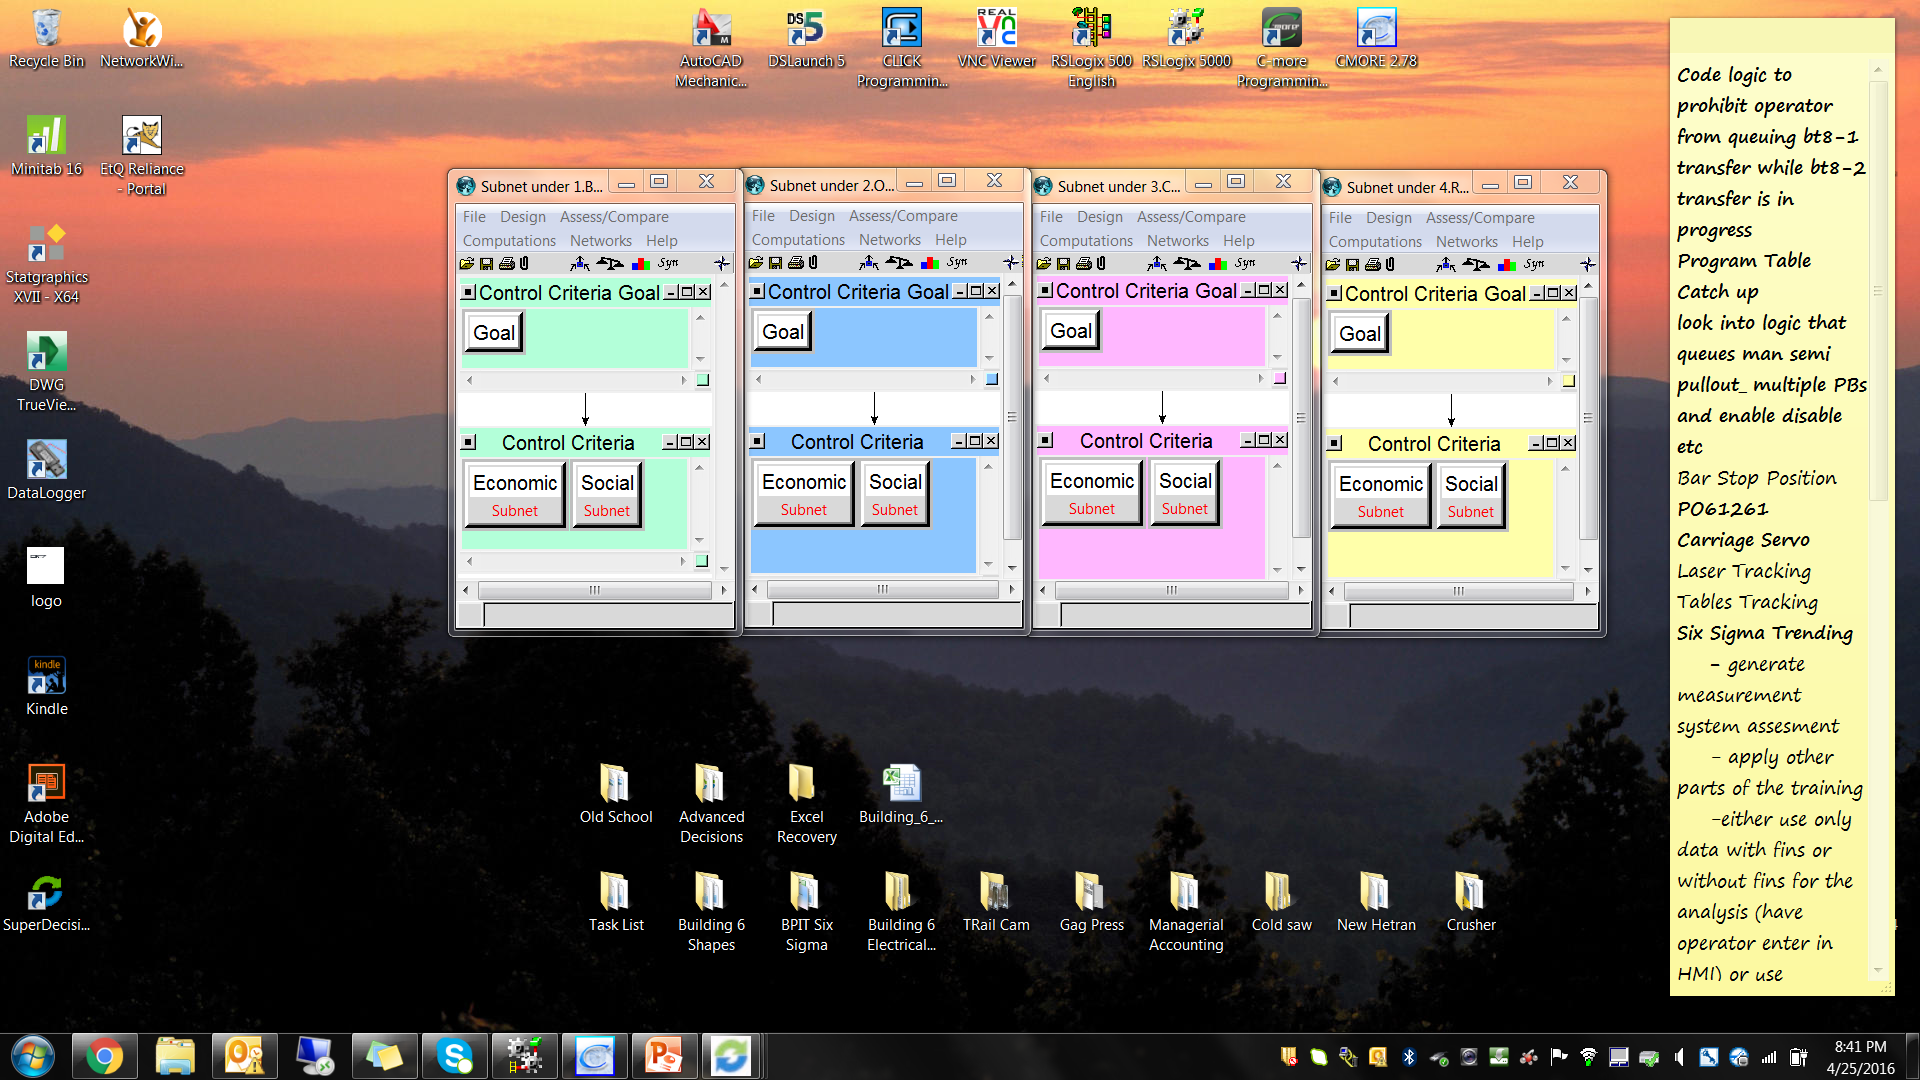 Recycle Bin
NetworkWi...
AutoCAD
Mechanic...
DSLaunch 5
CLICK
Programmin...
VNC Viewer
RSLogix 500
English
RSLogix 5000
C-more
Programmin...
CMORE 2.78
Minitab 16
EtQ Reliance
- Portal
Statgraphics
XVII - X64
DWG
TrueVie...
DataLogger
logo
kindle
Kindle
Adobe
Digital Ed...
SuperDecisi...
Subnet under 1.B...
File Design Assess/Compare
Computations Networks Help
Syn
Control Criteria Goal
Goal
Control Criteria
Economic Social
Subnet Subnet
Subnet under 2.O...
File Design Assess/Compare
Computations Networks Help
Syn
Control Criteria Goal
Goal
Control Criteria
Economic Social
Subnet Subnet
Subnet under 3.C...
File Design Assess/Compare
Computations Networks Help
Syn
Control Criteria Goal
Goal
Control Criteria
Economic Social
Subnet Subnet
Subnet under 4.R...
File Design Assess/Compare
Computations Networks Help
Syn
Control Criteria Goal
Goal
Control Criteria
Economic Social
Subnet Subnet
Code logic to
prohibit operator
from queuing bt8-1
transfer while bt8-2
transfer is in
progress
Program Table
Catch up
look into logic that
queues man semi
pullout_ multiple PBs
and enable disable
etc
Bar Stop Position
PO61261
Carriage Servo
Laser Tracking
Tables Tracking
Six Sigma Trending
- generate
measurement
system assesment
- apply other
parts of the training
-either use only
data with fins or
without fins for the
analysis (have
operator enter in
HMI) or use
Old School
Advanced
Decisions
Excel
Recovery
Building_6_...
Task List
Building 6
Shapes
BPIT Six
Sigma
Building 6
Electrical...
TRail Cam
Gag Press
Managerial
Accounting
Cold saw
New Hetran
Crusher
8:41 PM
4/25/2016